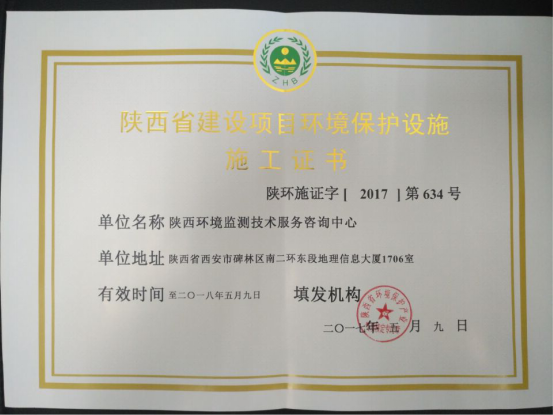 ZHB
陕西省建设项目环境保护设施
施工证书
陕环施证字[ 2017 ]第634号
单位名称 陕西环境监测技术服务咨询中心
单位地址 陕西省西安市碑林区南二环东段地理信息大厦1706室
有效时间 至二〇一八年五月九日 填发机构
二〇一七年 五 月 九 日